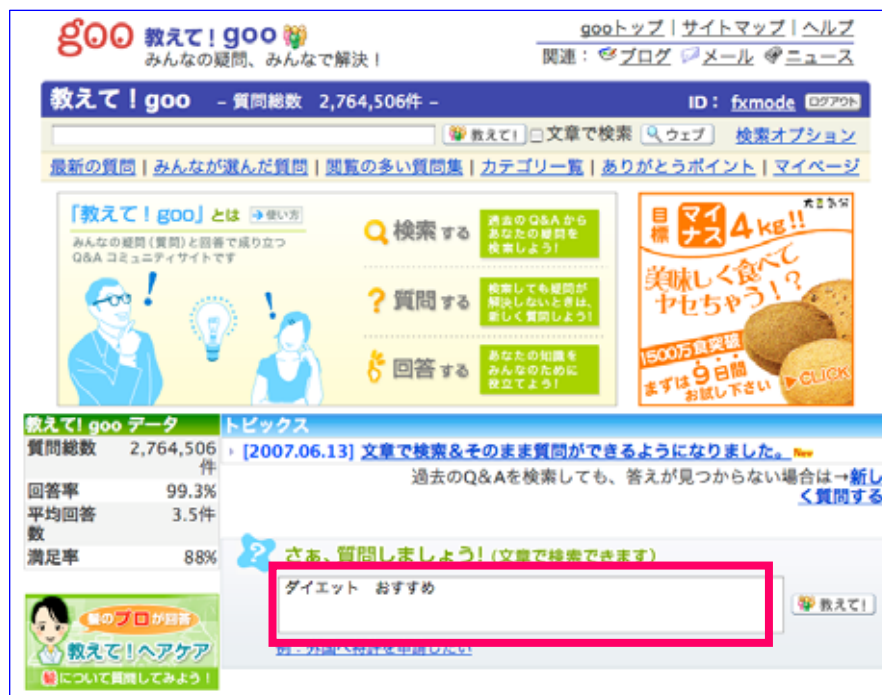 goo 教えて!goo
みんなの疑問、みんなで解決!
gooトップ | サイトマップ | ヘルプ
関連: ブログ メール ニュース
教えて!goo – 質問総数 2,764,506件 –
ID: fxmode ログアウト
教えて! 文章で検索 ウェブ 検索オプション
最新の質問 | みんなが選んだ質問 | 閲覧の多い質問集 | カテゴリ一覧 | ありがとうポイント | マイページ
「教えて!goo」とは 使い方
みんなの疑問(質問)と回答で成り立つ
Q&Aコミュニティサイトです
検索する
過去のQ&Aから
あなたの疑問を
検索しよう!
質問する
検索しても疑問が
解決しないときは、
新しく質問しよう!
回答する
あなたの知識を
みんなのために
役立てよう!
目標 マイナス4kg!!
美味しく食べて
ヤセちゃう!?
1500万食突破
まずは9日間
お試し下さい
CLICK
教えて! goo データ
質問総数 2,764,506件
回答率 99.3%
平均回答数 3.5件
満足率 88%
トピックス
[2007.06.13] 文章で検索&そのまま質問ができるようになりました。 New
過去のQ&Aを検索しても、答えが見つからない場合は→新し
く質問する
さぁ、質問しましょう! (文章で検索できます)
ダイエット　おすすめ
教えて!
例:外国へ特許を申請したい
髪のプロが回答
教えて!ヘアケア
髪について質問してみよう!